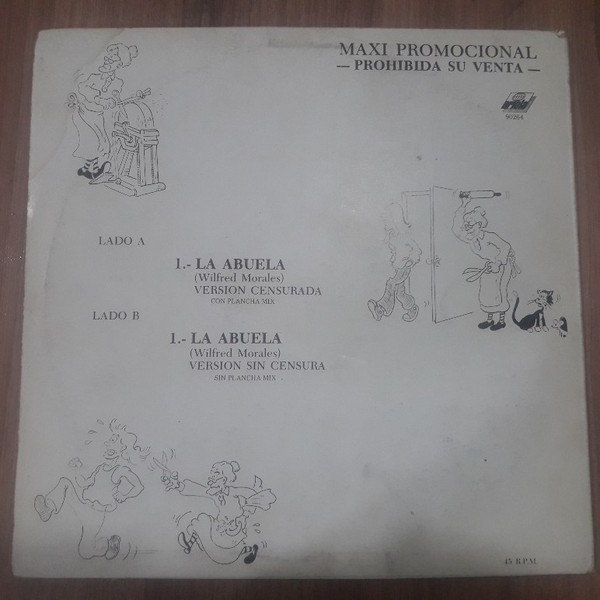 MAXI PROMOCIONAL
— PROHIBIDA SU VENTA —
90264
LADO A
1.- LA ABUELA
(Wilfred Morales)
VERSION CENSURADA
CON PLANCHA MIX
LADO B
1.- LA ABUELA
(Wilfred Morales)
VERSION SIN CENSURA
SIN PLANCHA MIX -
45 R.P.M.